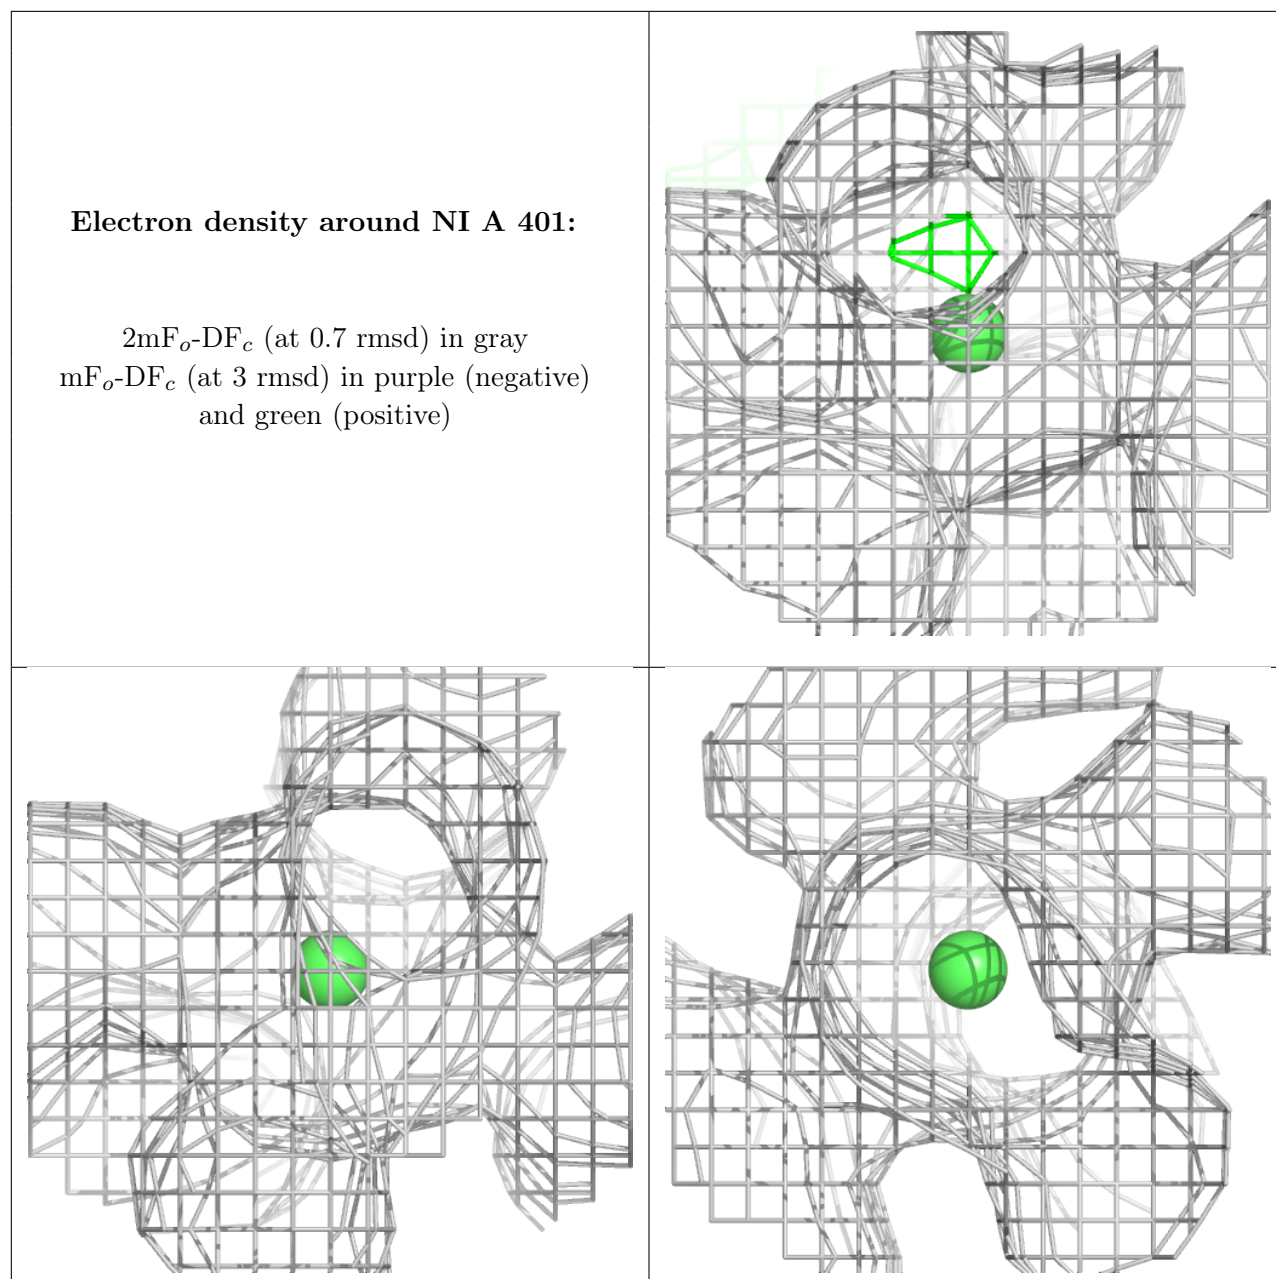 Electron density around NI A 401:
2mFo-DFc (at 0.7 rmsd) in gray
mFo-DFc (at 3 rmsd) in purple (negative)
and green (positive)